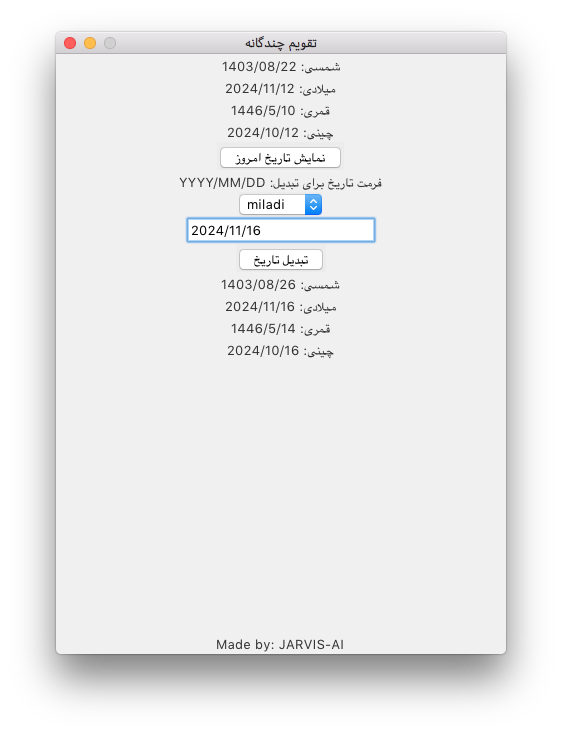 تقویم چندگانه
شمسی: 1403/08/22
میلادی: 2024/11/12
قمری: 1446/5/10
چینی: 2024/10/12
نمایش تاریخ امروز
فرمت تاریخ برای تبدیل: YYYY/MM/DD
miladi
2024/11/16
تبدیل تاریخ
شمسی: 1403/08/26
میلادی: 2024/11/16
قمری: 1446/5/14
چینی: 2024/10/16
Made by: JARVIS-AI